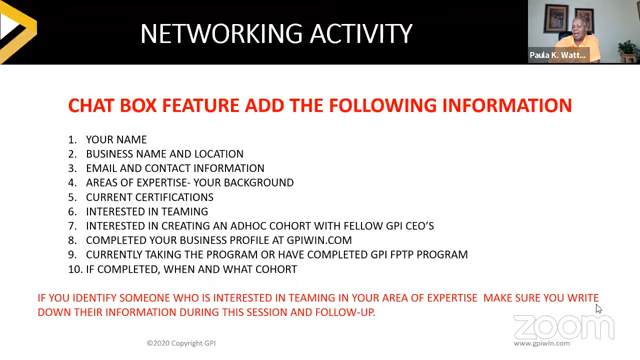 NETWORKING ACTIVITY
Paula K. Watt...
CHAT BOX FEATURE ADD THE FOLLOWING INFORMATION
1. YOUR NAME
2. BUSINESS NAME AND LOCATION
3. EMAIL AND CONTACT INFORMATION
4. AREAS OF EXPERTISE- YOUR BACKGROUND
5. CURRENT CERTIFICATIONS
6. INTERESTED IN TEAMING
7. INTERESTED IN CREATING AN ADHOC COHORT WITH FELLOW GPI CEO'S
8. COMPLETED YOUR BUSINESS PROFILE AT GPIWIN.COM
9. CURRENTLY TAKING THE PROGRAM OR HAVE COMPLETED GPI FPTP PROGRAM
10. IF COMPLETED, WHEN AND WHAT COHORT
IF YOU IDENTIFY SOMEONE WHO IS INTERESTED IN TEAMING IN YOUR AREA OF EXPERTISE MAKE SURE YOU WRITE
DOWN THEIR INFORMATION DURING THIS SESSION AND FOLLOW-UP.
zoom
©2020 Copyright GPI
www.gpiwin.com